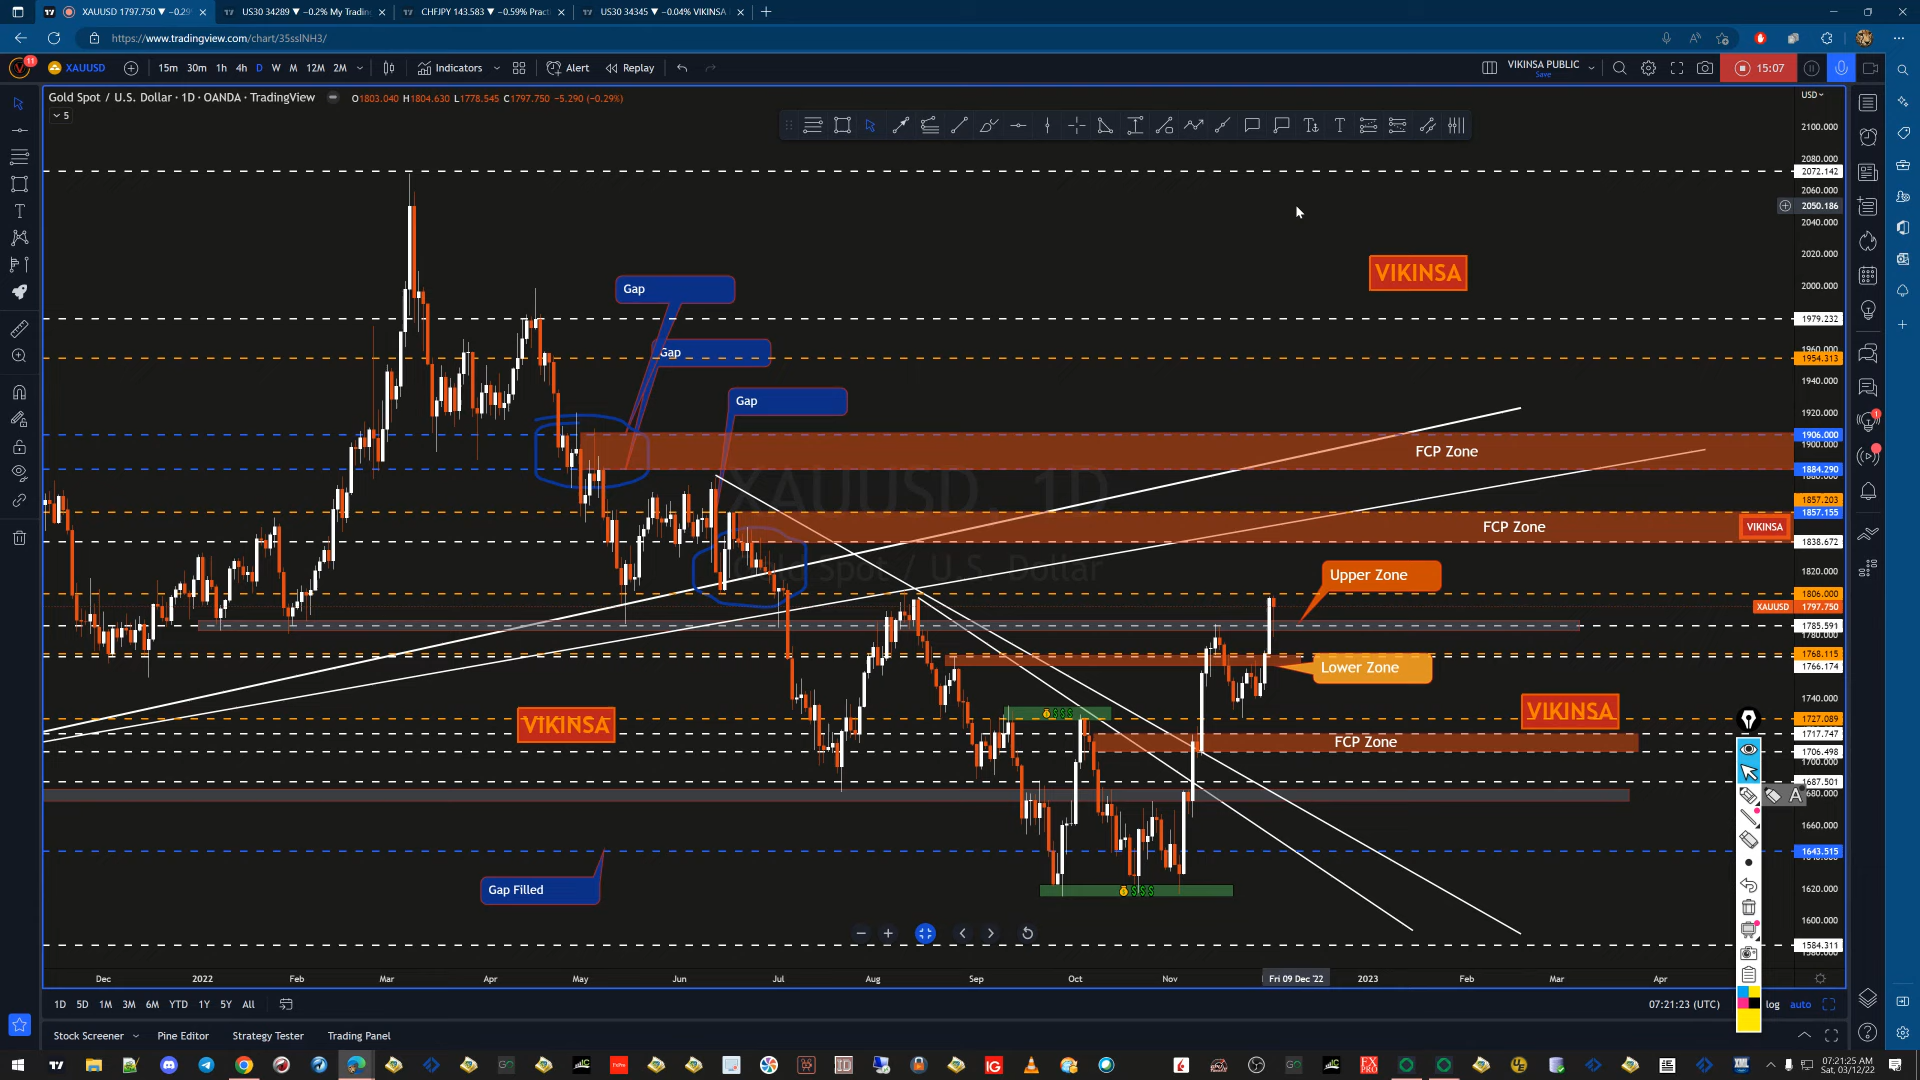 XAUUSD 1797.750 ▼ −0.29
US30 34289 ▼ −0.2% My Trading
CHFJPY 143.583 ▼ −0.59% Pract
US30 34345 ▼ −0.04% VIKINSA
https://www.tradingview.com/chart/35ssINH3/
11
XAUUSD
15m 30m 1h 4h D W M 12M 2M
Indicators
Alert
Replay
VIKINSA PUBLIC
Save
15:07
Gold Spot / U.S. Dollar · 1D · OANDA · TradingView
O1803.040 H1804.630 L1778.545 C1797.750 −5.290 (−0.29%)
5
USD
2100.000
2080.000
2072.142
2060.000
2050.186
2040.000
2020.000
VIKINSA
Gap
2000.000
1979.232
Gap
1960.000
1954.313
1940.000
Gap
1920.000
1906.000
1900.000
FCP Zone
1884.290
XAUUSD, 1D
1857.203
1857.155
FCP Zone
VIKINSA
1838.672
Gold Spot / U.S. Dollar
Upper Zone
1820.000
1806.000
XAUUSD 1797.750
1785.591
1780.000
1768.115
Lower Zone
1766.174
1740.000
VIKINSA
VIKINSA
$$$
1727.089
1717.747
FCP Zone
1706.498
1700.000
1687.501
1680.000
A
1660.000
1643.515
1620.000
Gap Filled
$$$
1600.000
1584.311
Dec 2022 Feb Mar Apr May Jun Jul Aug Sep Oct Nov Fri 09 Dec '22 2023 Feb Mar Apr
1D 5D 1M 3M 6M YTD 1Y 5Y All
07:21:23 (UTC)
log auto
Stock Screener
Pine Editor
Strategy Tester
Trading Panel
07:21:25 AM
Sat, 03/12/22